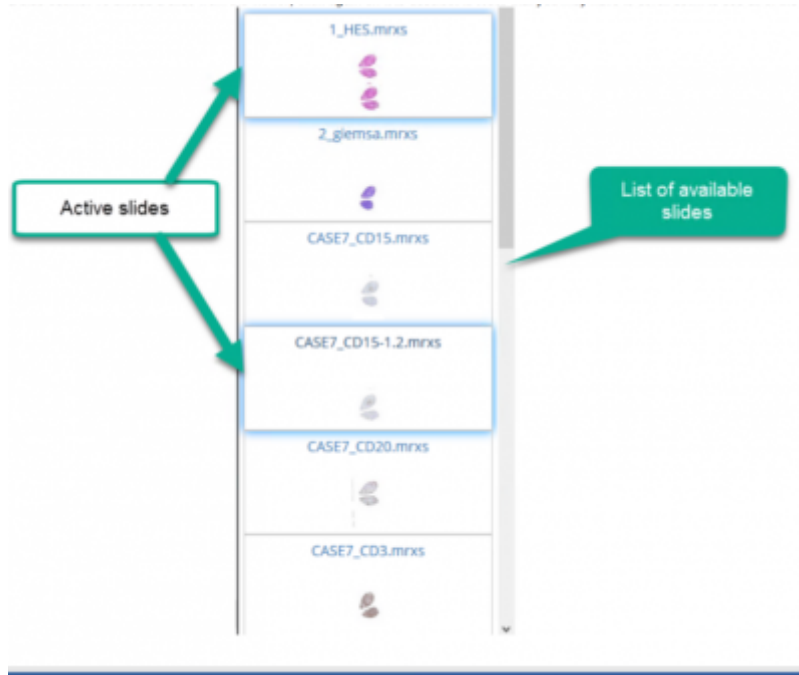 1_HES.mrxs
2_giemsa.mrxs
Active slides
List of available
slides
CASE7_CD15.mrxs
CASE7_CD15-1.2.mrxs
CASE7_CD20.mrxs
CASE7_CD3.mrxs